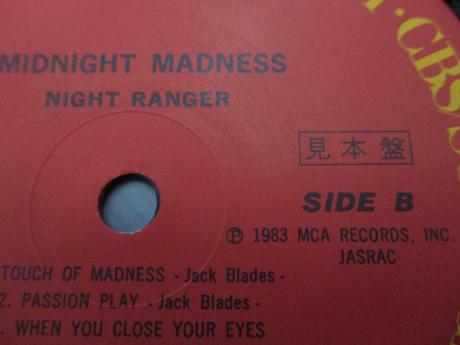 MIDNIGHT MADNESS
NIGHT RANGER
見本盤
SIDE B
Ⓟ 1983 MCA RECORDS, INC.
JASRAC
TOUCH OF MADNESS - Jack Blades -
2. PASSION PLAY - Jack Blades -
. WHEN YOU CLOSE YOUR EYES
· CBS/S